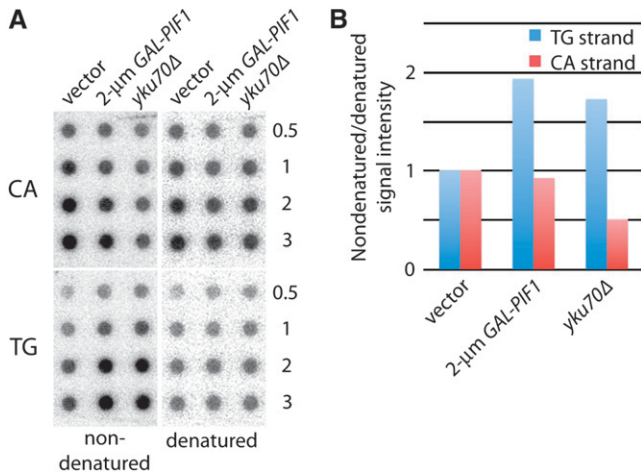 A
vector
2-μm GAL-PIF1
yku70Δ
vector
2-μm GAL-PIF1
yku70Δ
CA
0.5
1
2
3
TG
0.5
1
2
3
non-
denatured
denatured
B
Nondenatured/denatured
signal intensity
TG strand
CA strand
2
1
0
vector
2-μm GAL-PIF1
yku70Δ